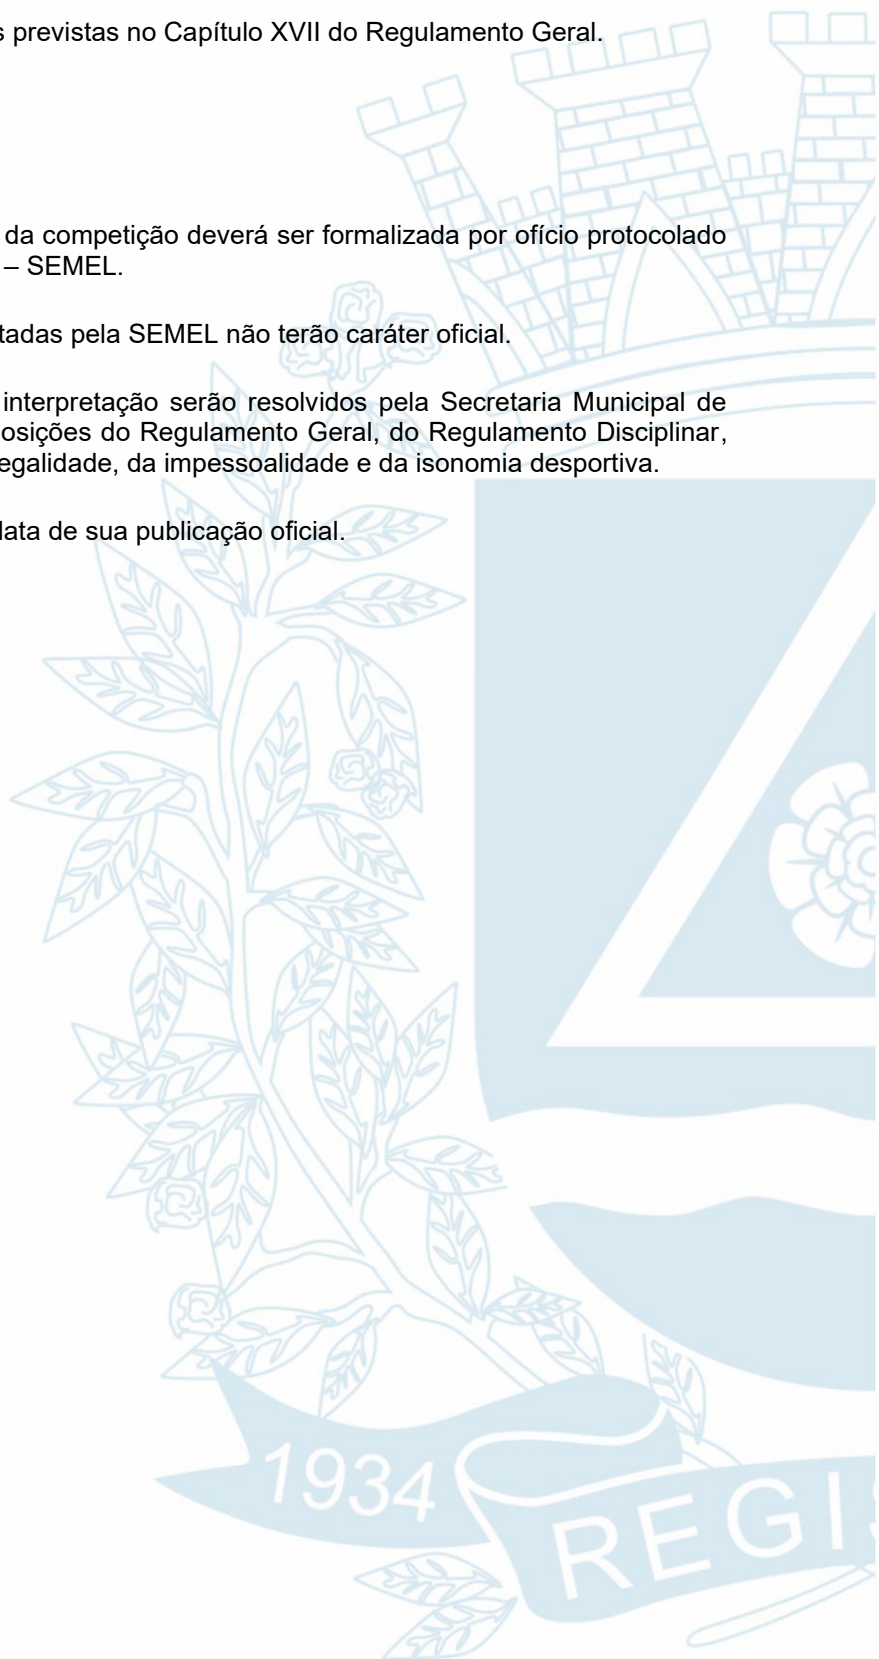 s previstas no Capítulo XVII do Regulamento Geral.
da competição deverá ser formalizada por ofício protocolado
– SEMEL.
tadas pela SEMEL não terão caráter oficial.
interpretação serão resolvidos pela Secretaria Municipal de
osições do Regulamento Geral, do Regulamento Disciplinar,
egalidade, da impessoalidade e da isonomia desportiva.
lata de sua publicação oficial.
1934
REGIS